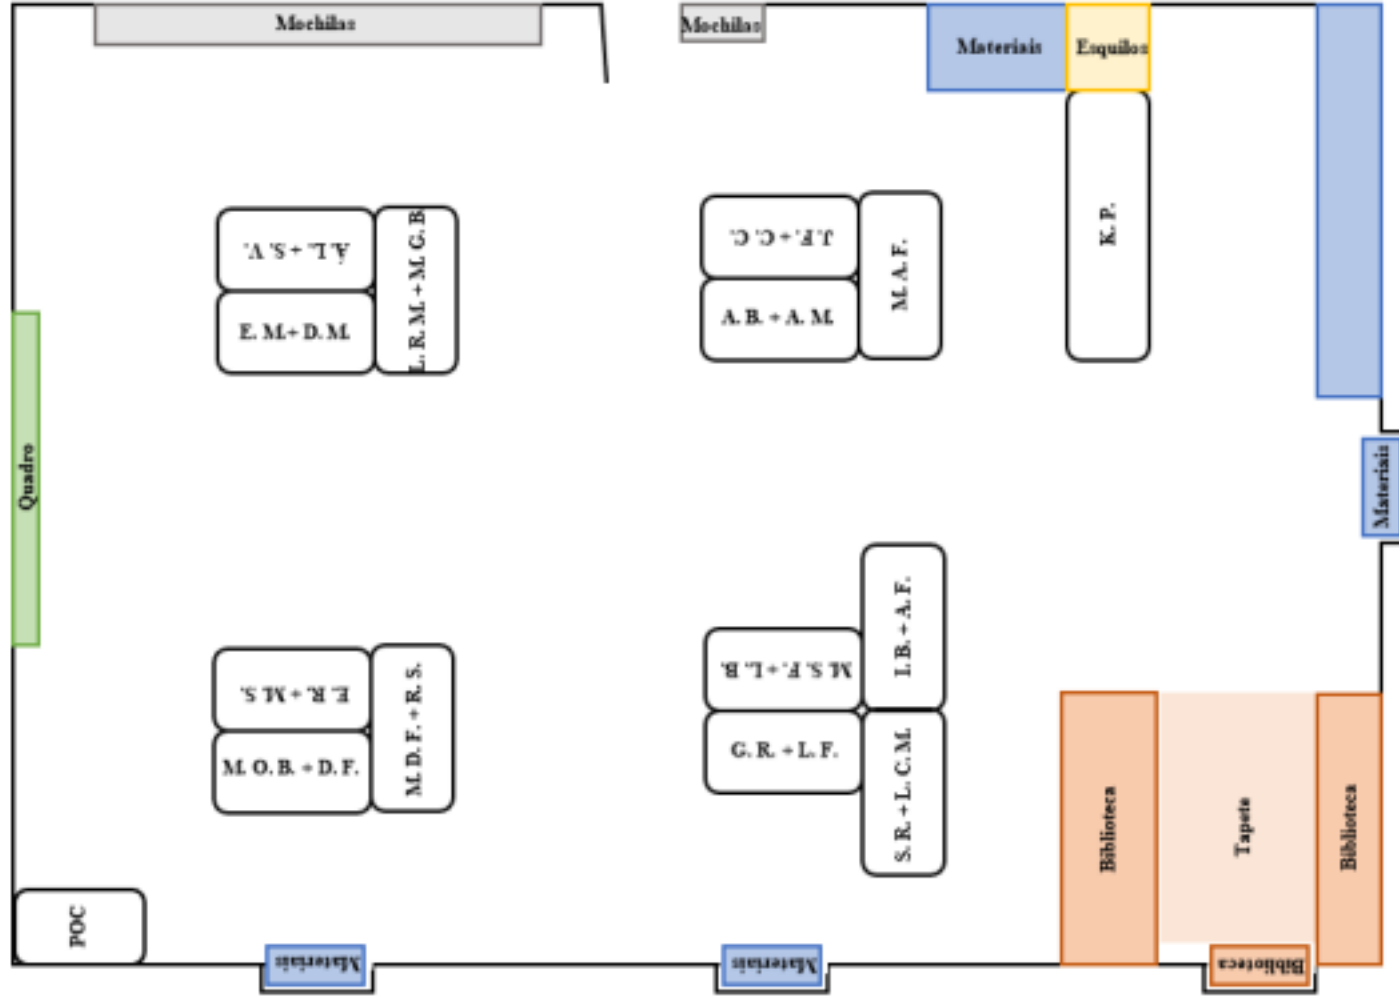 Mochilas
Mochilas
Materiais
Esquilos
K. P.
Á. L. + S. V.
L. R. M. + M. G. B
E. M.+ D. M.
J. F. + C. C.
M. A. F.
A. B. + A. M.
Quadro
Materiais
I. B. + A. F.
M. S. F. + L. B.
G. R. + L. F.
S. R. + L. C. M.
E. R. + M. S.
M. D. F. + R. S.
M. O. B. + D. F.
Biblioteca
Tapete
Biblioteca
POC
Materiais
Materiais
Biblioteca